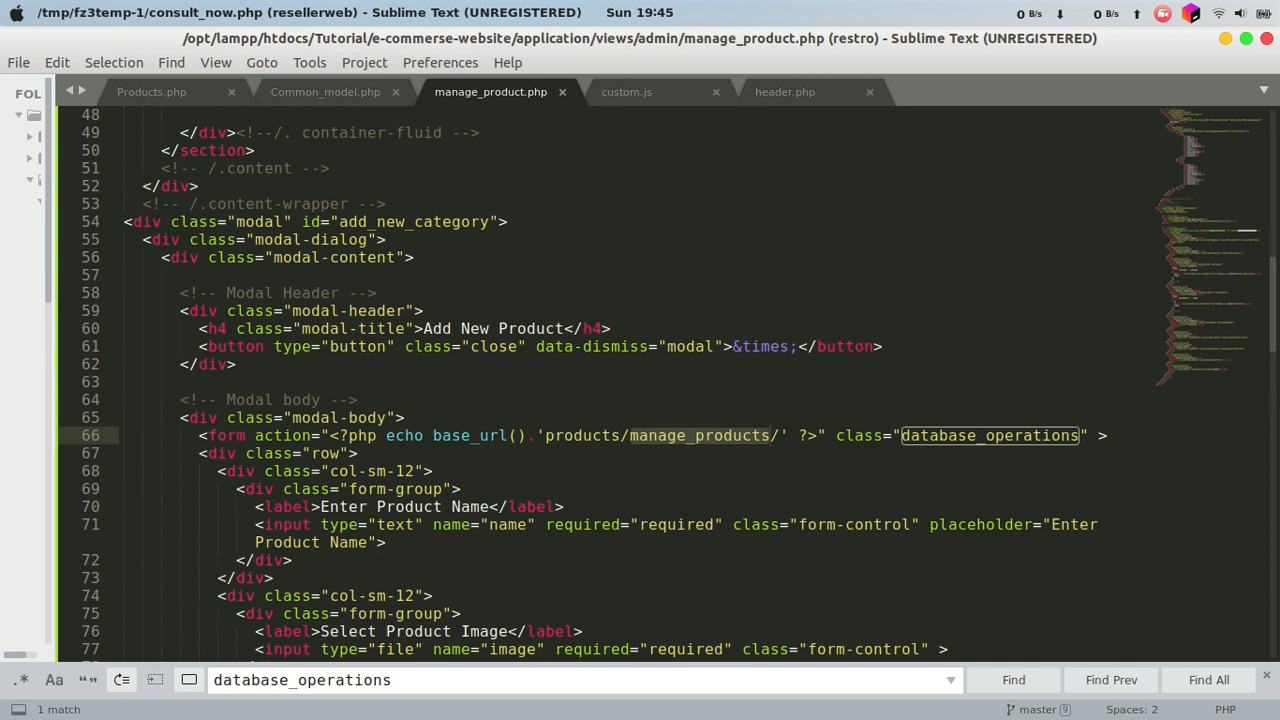 /tmp/fz3temp-1/consult_now.php (resellerweb) - Sublime Text (UNREGISTERED) Sun 19:45 0 B/s 0 B/s
/opt/lampp/htdocs/Tutorial/e-commerse-website/application/views/admin/manage_product.php (restro) - Sublime Text (UNREGISTERED)
File Edit Selection Find View Goto Tools Project Preferences Help
FOL
Products.php × Common_model.php × manage_product.php × custom.js × header.php ×
48
49 </div><!--/. container-fluid -->
50 </section>
51 <!-- /.content -->
52 </div>
53 <!-- /.content-wrapper -->
54 <div class="modal" id="add_new_category">
55 <div class="modal-dialog">
56 <div class="modal-content">
57
58 <!-- Modal Header -->
59 <div class="modal-header">
60 <h4 class="modal-title">Add New Product</h4>
61 <button type="button" class="close" data-dismiss="modal">&times;</button>
62 </div>
63
64 <!-- Modal body -->
65 <div class="modal-body">
66 <form action="<?php echo base_url().'products/manage_products/' ?>" class="database_operations" >
67 <div class="row">
68 <div class="col-sm-12">
69 <div class="form-group">
70 <label>Enter Product Name</label>
71 <input type="text" name="name" required="required" class="form-control" placeholder="Enter
Product Name">
72 </div>
73 </div>
74 <div class="col-sm-12">
75 <div class="form-group">
76 <label>Select Product Image</label>
77 <input type="file" name="image" required="required" class="form-control" >
.* Aa “” database_operations Find Find Prev Find All ×
1 match master 9 Spaces: 2 PHP